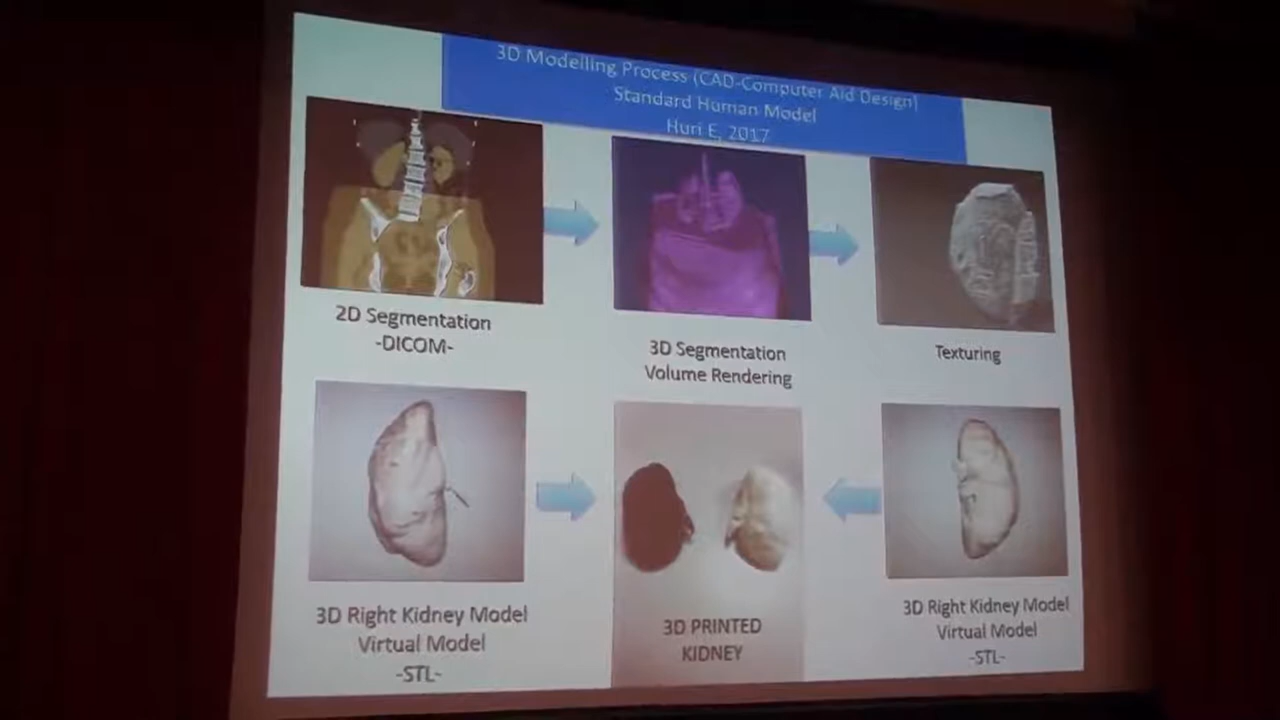 3D Modelling Process (CAD-Computer Aid Design)
Standard Human Model
Huri E, 2017
2D Segmentation
-DICOM-
3D Segmentation
Volume Rendering
Texturing
3D Right Kidney Model
Virtual Model
-STL-
3D PRINTED
KIDNEY
3D Right Kidney Model
Virtual Model
-STL-